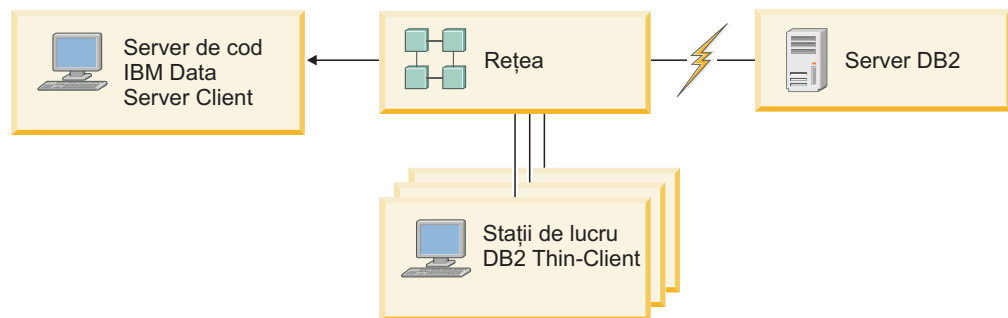 Server de cod
IBM Data
Server Client
Rețea
Server DB2
Stații de lucru
DB2 Thin-Client